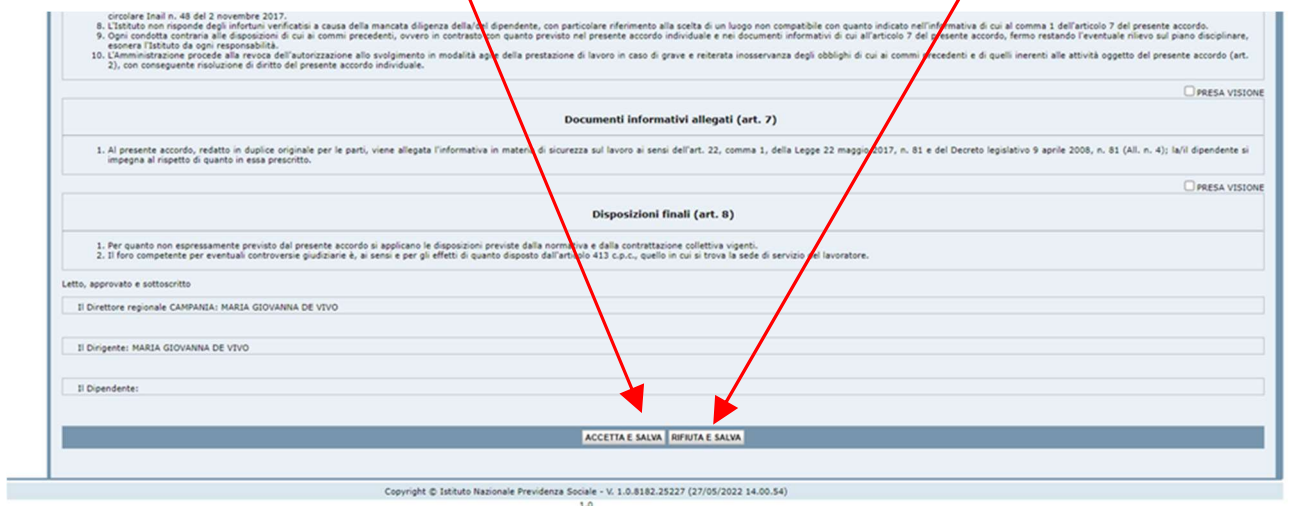 circolare Inail n. 48 del 2 novembre 2017.
8. L'Istituto non risponde degli infortuni verificatisi a causa della mancata diligenza della/del dipendente, con particolare riferimento alla scelta di un luogo non compatibile con quanto indicato nell'informativa di cui al comma 1 dell'articolo 7 del presente accordo.
9. Ogni condotta contraria alle disposizioni di cui ai commi precedenti, ovvero in contrasto con quanto previsto nel presente accordo individuale e nei documenti informativi di cui all'articolo 7 del presente accordo, fermo restando l'eventuale rilievo sul piano disciplinare,
esonera l'Istituto da ogni responsabilità.
10. L'Amministrazione procede alla revoca dell'autorizzazione allo svolgimento in modalità agile della prestazione di lavoro in caso di grave e reiterata inosservanza degli obblighi di cui ai commi precedenti e di quelli inerenti alle attività oggetto del presente accordo (art.
2), con conseguente risoluzione di diritto del presente accordo individuale.
PRESA VISIONE
Documenti informativi allegati (art. 7)
1. Al presente accordo, redatto in duplice originale per le parti, viene allegata l'informativa in materia di sicurezza sul lavoro ai sensi dell'art. 22, comma 1, della Legge 22 maggio 2017, n. 81 e del Decreto legislativo 9 aprile 2008, n. 81 (All. n. 4); la/il dipendente si
impegna al rispetto di quanto in essa prescritto.
PRESA VISIONE
Disposizioni finali (art. 8)
1. Per quanto non espressamente previsto dal presente accordo si applicano le disposizioni previste dalla normativa e dalla contrattazione collettiva vigenti.
2. Il foro competente per eventuali controversie giudiziarie è, ai sensi e per gli effetti di quanto disposto dall'articolo 413 c.p.c., quello in cui si trova la sede di servizio del lavoratore.
Letto, approvato e sottoscritto
Il Direttore regionale CAMPANIA: MARIA GIOVANNA DE VIVO
Il Dirigente: MARIA GIOVANNA DE VIVO
Il Dipendente:
ACCETTA E SALVA RIFIUTA E SALVA
Copyright © Istituto Nazionale Previdenza Sociale - V. 1.0.8182.25227 (27/05/2022 14.00.54)
1.0